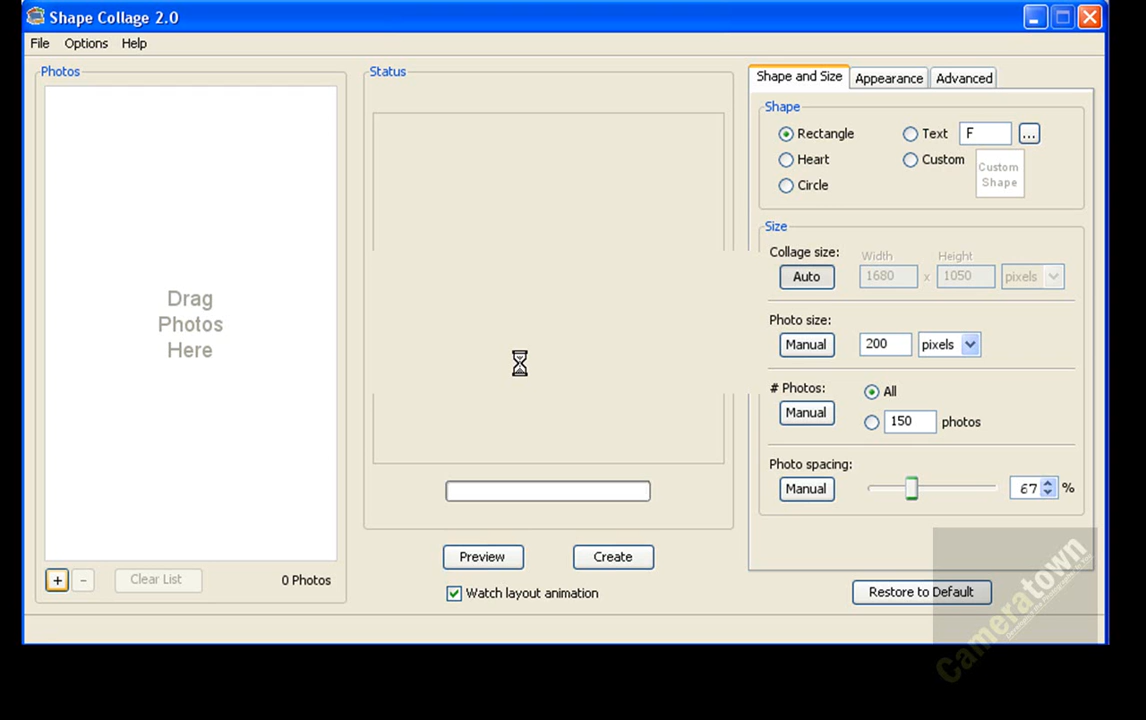 Shape Collage 2.0
File Options Help
Photos
Drag
Photos
Here
+ - Clear List 0 Photos
Status
Preview Create
Watch layout animation
Shape and Size Appearance Advanced
Shape
Rectangle Text F ...
Heart Custom
Custom
Shape
Circle
Size
Collage size: Width Height
Auto 1680 x 1050 pixels
Photo size:
Manual 200 pixels
# Photos: All
Manual 150 photos
Photo spacing:
Manual 67 %
Restore to Default
Cameratown